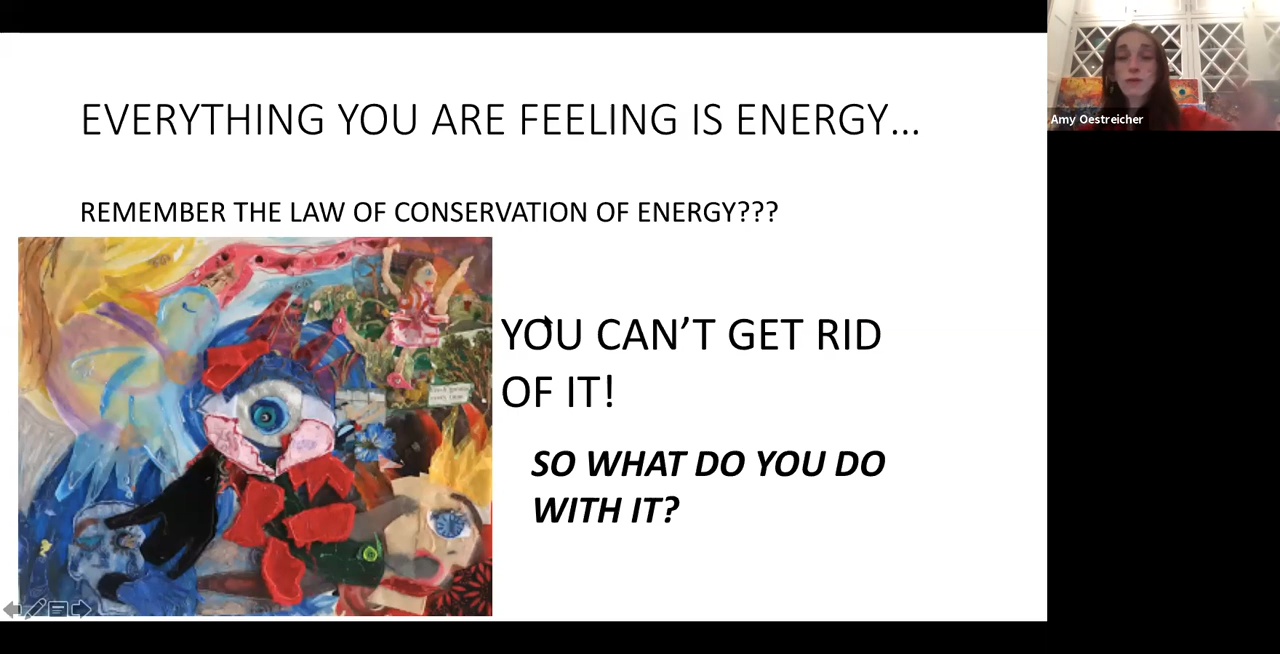 EVERYTHING YOU ARE FEELING IS ENERGY...
REMEMBER THE LAW OF CONSERVATION OF ENERGY???
YOU CAN'T GET RID
OF IT!
SO WHAT DO YOU DO
WITH IT?
Amy Oestreicher